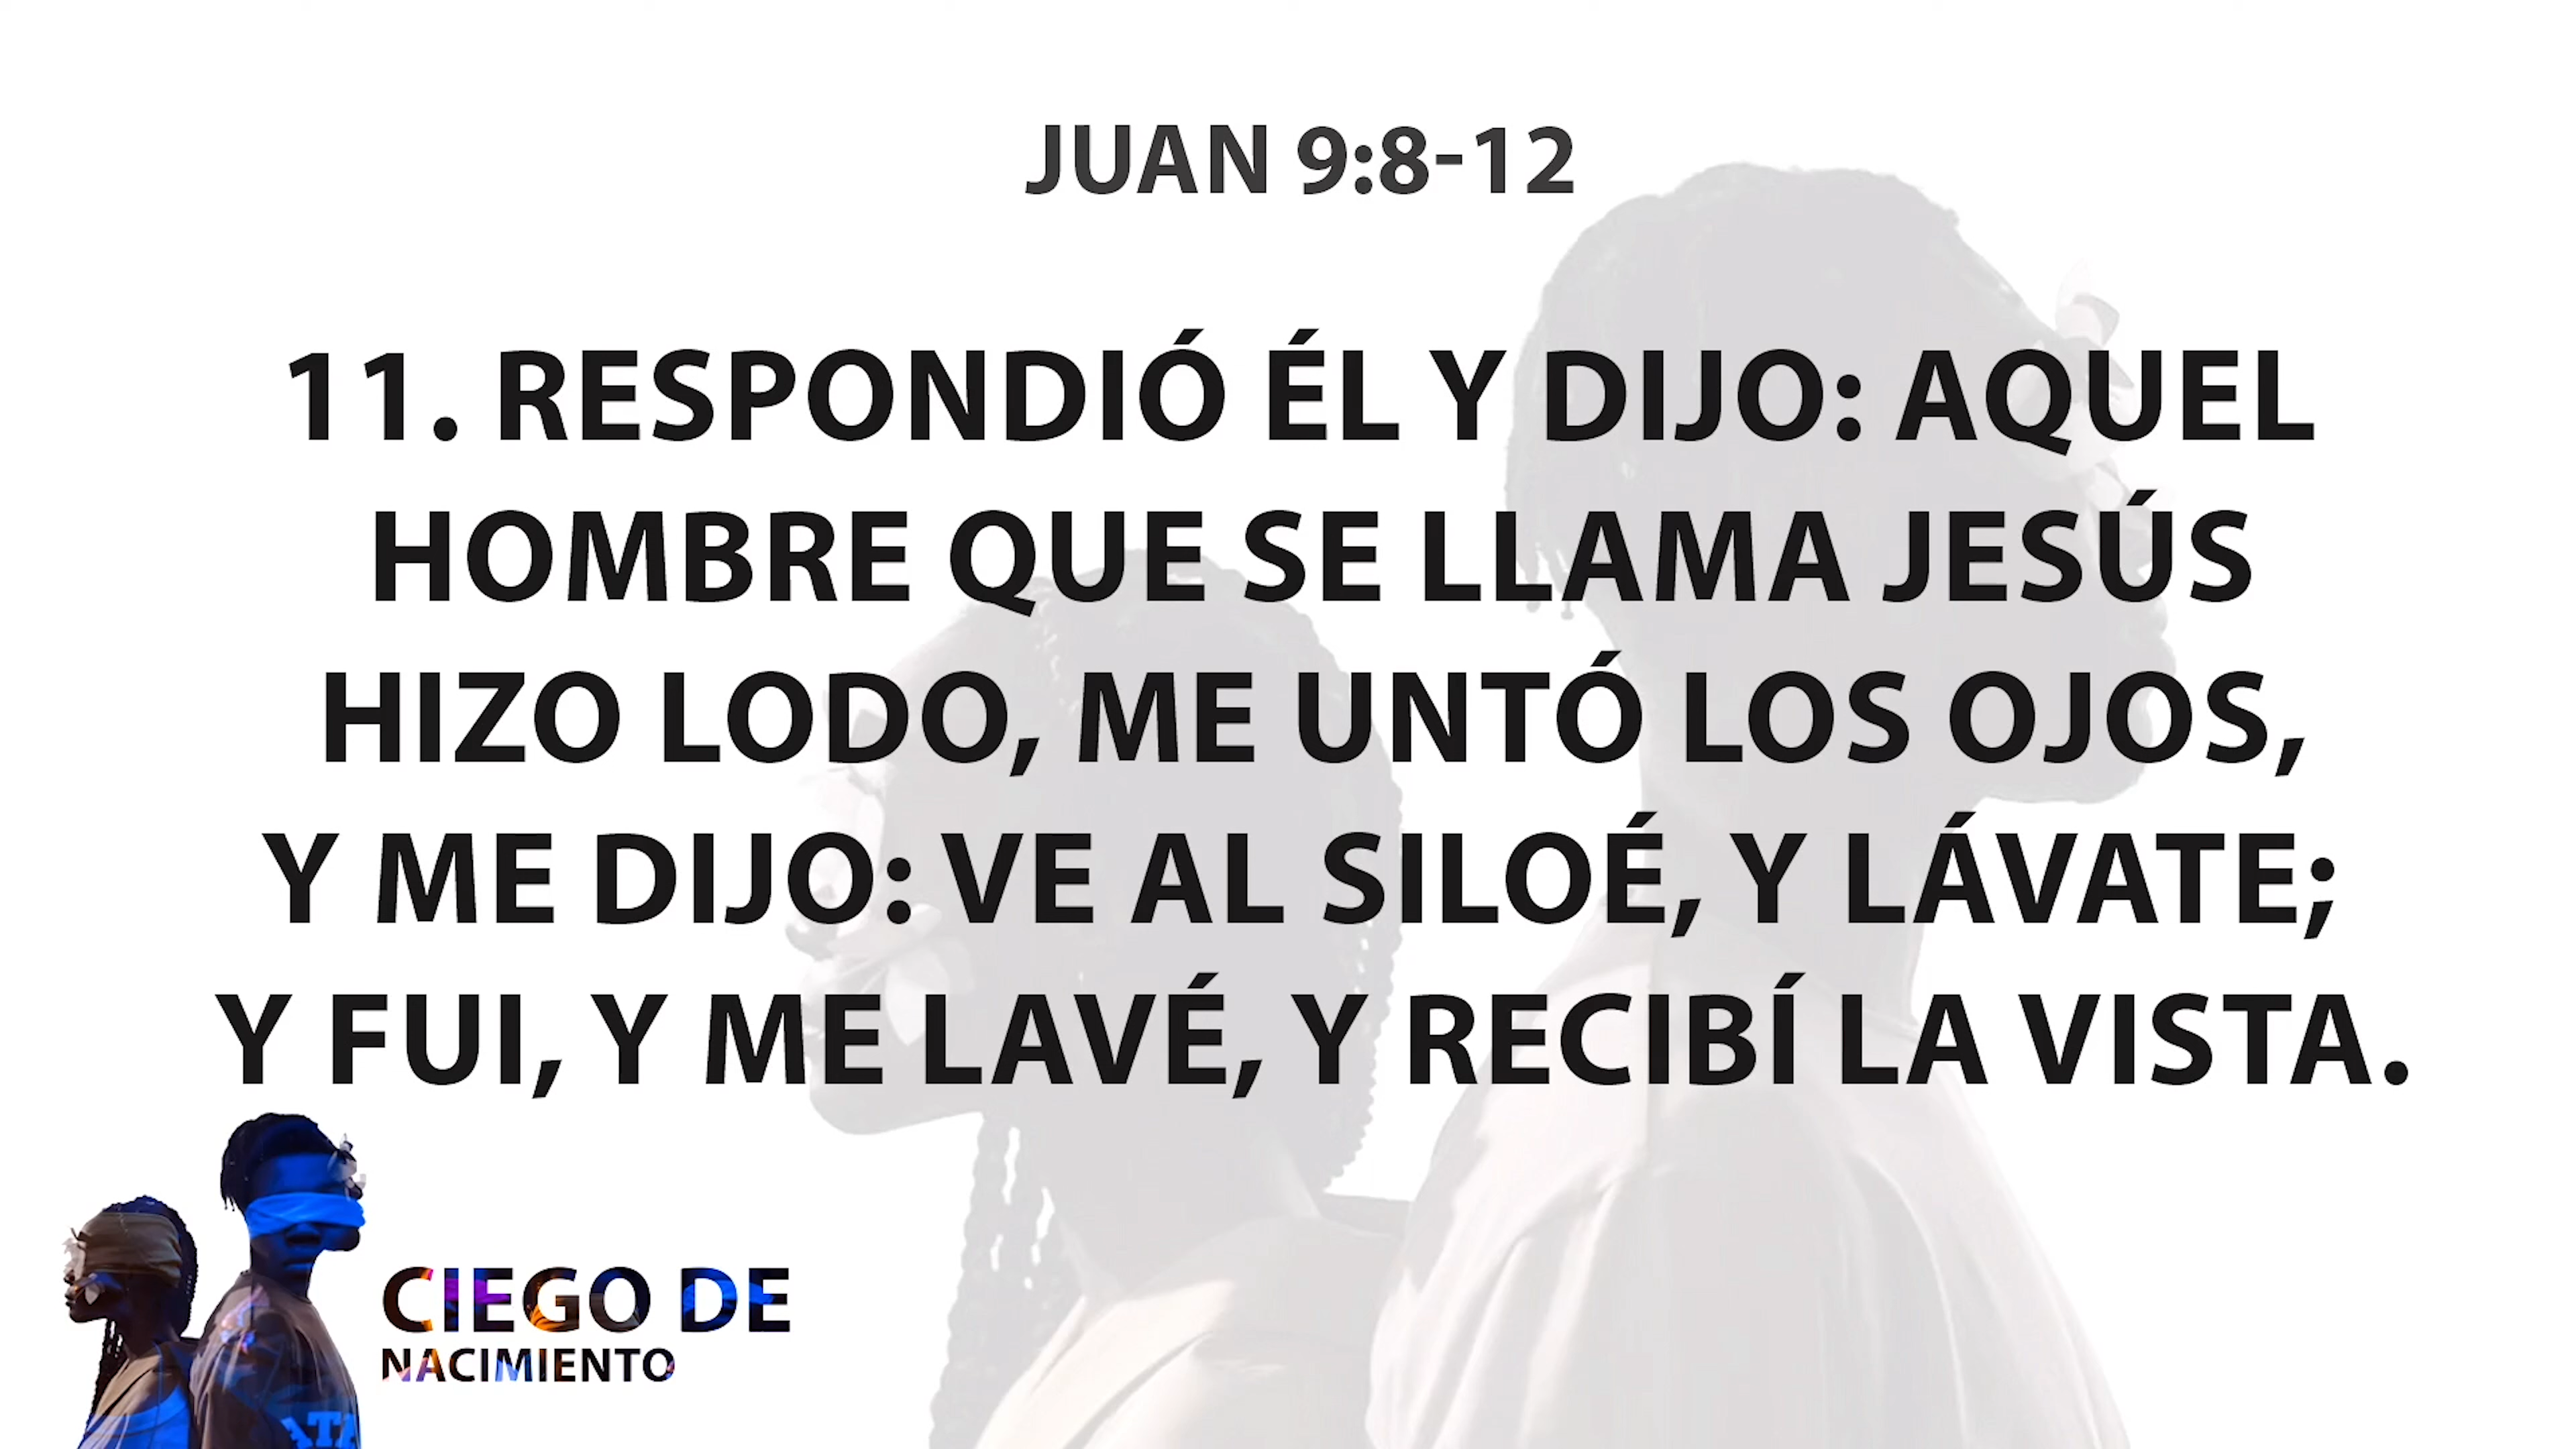 JUAN 9:8-12
11. RESPONDIÓ ÉL Y DIJO: AQUEL
HOMBRE QUE SE LLAMA JESÚS
HIZO LODO, ME UNTÓ LOS OJOS,
Y ME DIJO: VE AL SILOÉ, Y LÁVATE;
Y FUI, Y ME LAVÉ, Y RECIBÍ LA VISTA.
CIEGO DE
NACIMIENTO